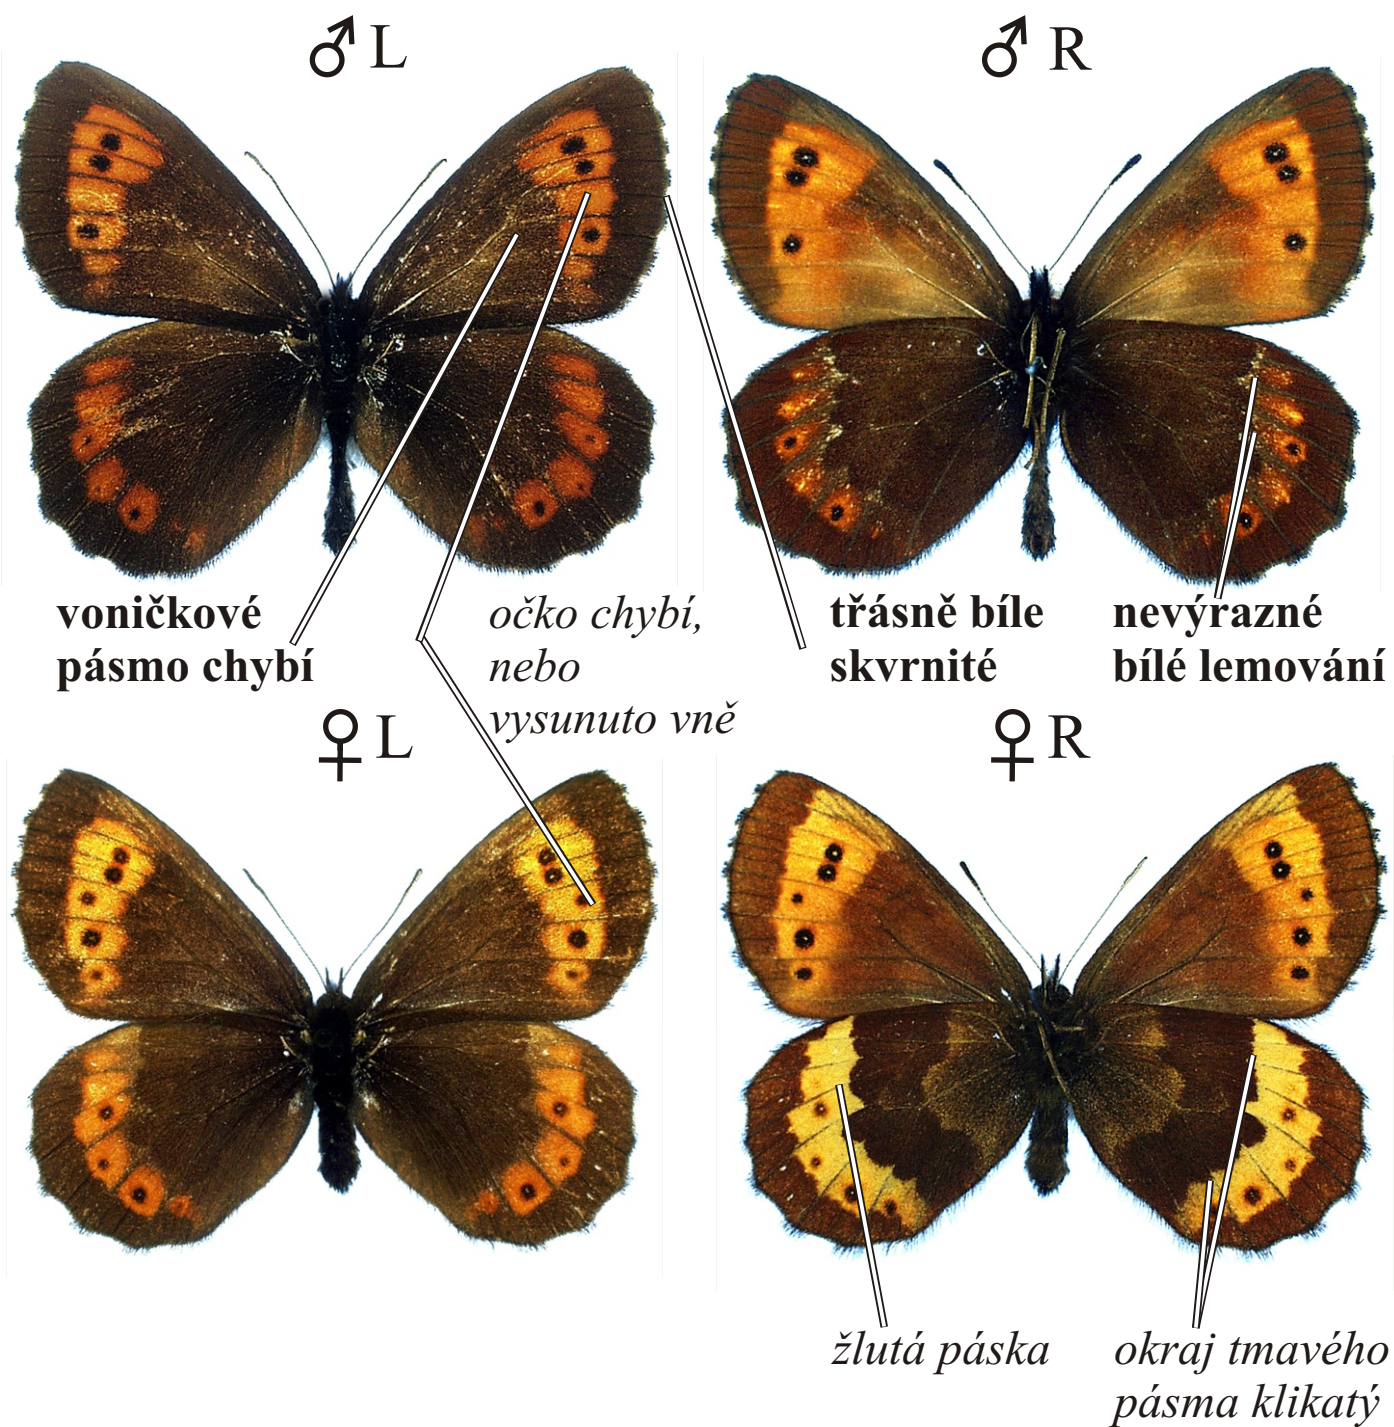 ♂ L
♂ R
voničkové
pásmo chybí
očko chybí,
nebo
vysunuto vně
třásně bíle
skvrnité
nevýrazné
bílé lemování
♀ L
♀ R
žlutá páska
okraj tmavého
pásma klikatý